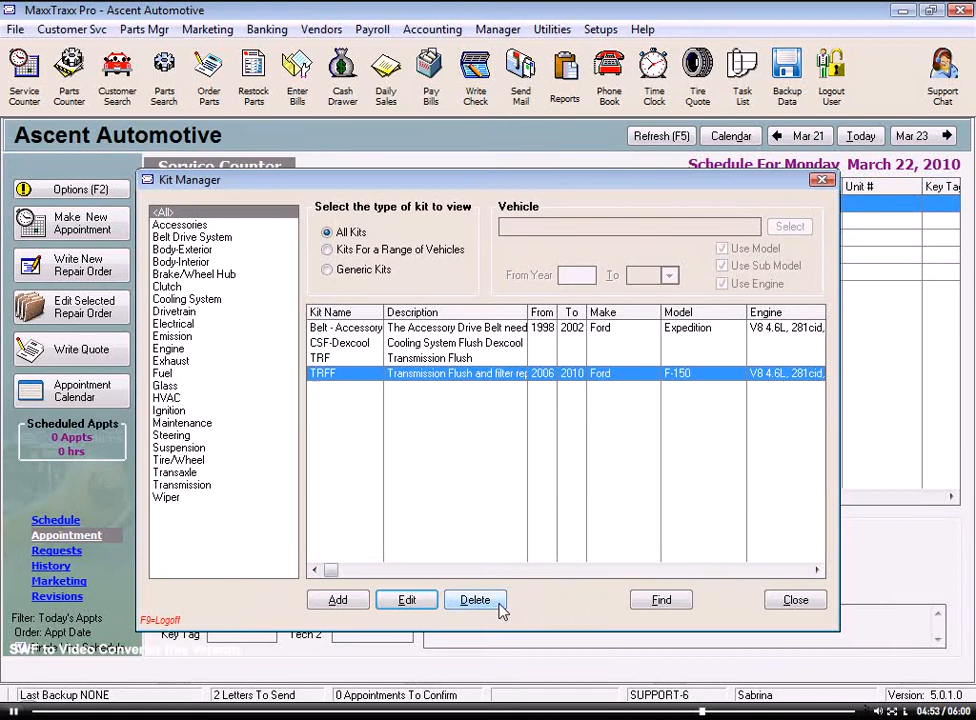 MaxxTraxx Pro - Ascent Automotive
File Customer Svc Parts Mgr Marketing Banking Vendors Payroll Accounting Manager Utilities Setups Help
Service Counter
Parts Counter
Customer Search
Parts Search
Order Parts
Restock Parts
Enter Bills
Cash Drawer
Daily Sales
Pay Bills
Write Check
Send Mail
Reports
Phone Book
Time Clock
Tire Quote
Task List
Backup Data
Logout User
Support Chat
Ascent Automotive
Refresh (F5) Calendar Mar 21 Today Mar 23
Service Counter
Schedule For Monday March 22, 2010
Options (F2)
Make New Appointment
Write New Repair Order
Edit Selected Repair Order
Write Quote
Appointment Calendar
Scheduled Appts
0 Appts
0 hrs
Schedule
Appointment
Requests
History
Marketing
Revisions
Filter: Today's Appts
Order: Appt Date
SWF to Video Converter free version
Unit # Key Tag
Kit Manager
<All>
Accessories
Belt Drive System
Body-Exterior
Body-Interior
Brake/Wheel Hub
Clutch
Cooling System
Drivetrain
Electrical
Emission
Engine
Exhaust
Fuel
Glass
HVAC
Ignition
Maintenance
Steering
Suspension
Tire/Wheel
Transaxle
Transmission
Wiper
Select the type of kit to view
All Kits
Kits For a Range of Vehicles
Generic Kits
Vehicle
Select
From Year To
Use Model
Use Sub Model
Use Engine
Kit Name Description From To Make Model Engine
Belt - Accessory The Accessory Drive Belt need 1998 2002 Ford Expedition V8 4.6L, 281cid,
CSF-Dexcool Cooling System Flush Dexcool
TRF Transmission Flush
TRFF Transmission Flush and filter rep 2006 2010 Ford F-150 V8 4.6L, 281cid,
Add Edit Delete Find Close
F9=Logoff
Key Tag Tech 2
Last Backup NONE 2 Letters To Send 0 Appointments To Confirm SUPPORT-6 Sabrina Version: 5.0.1.0
04:53 / 06:00